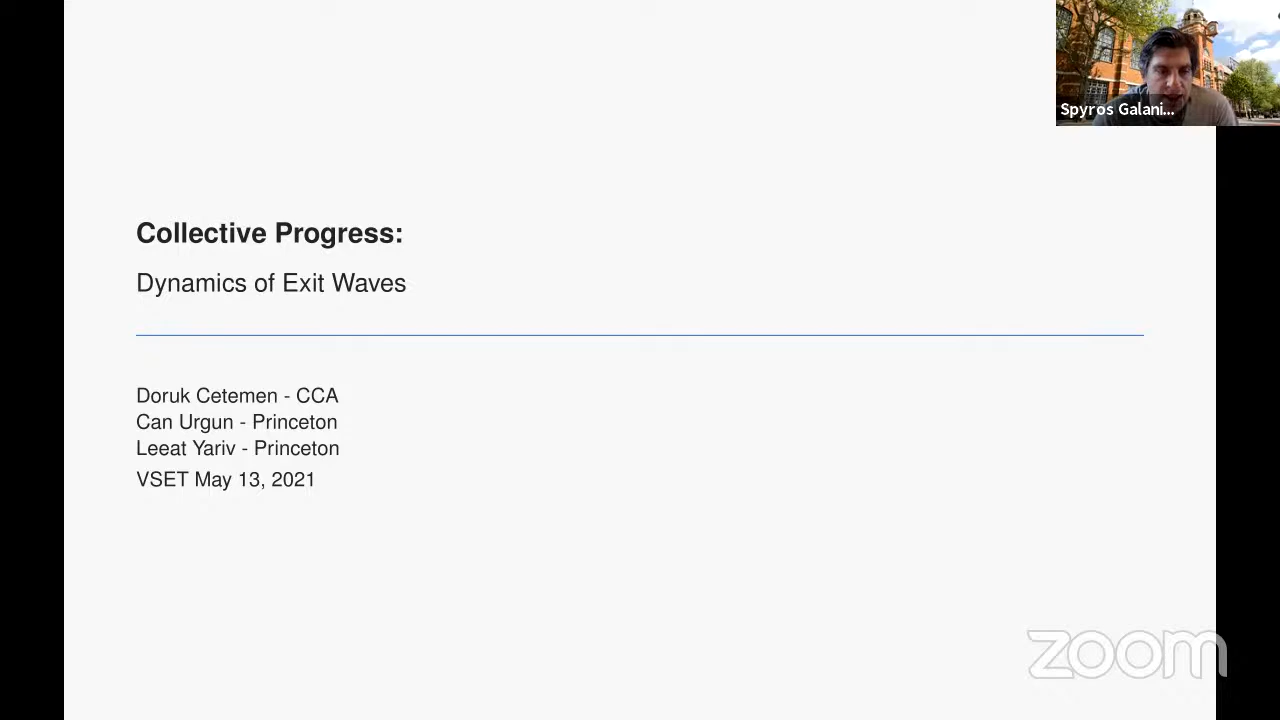 Spyros Galani...
Collective Progress:
Dynamics of Exit Waves
Doruk Cetemen - CCA
Can Urgun - Princeton
Leeat Yariv - Princeton
VSET May 13, 2021
zoom